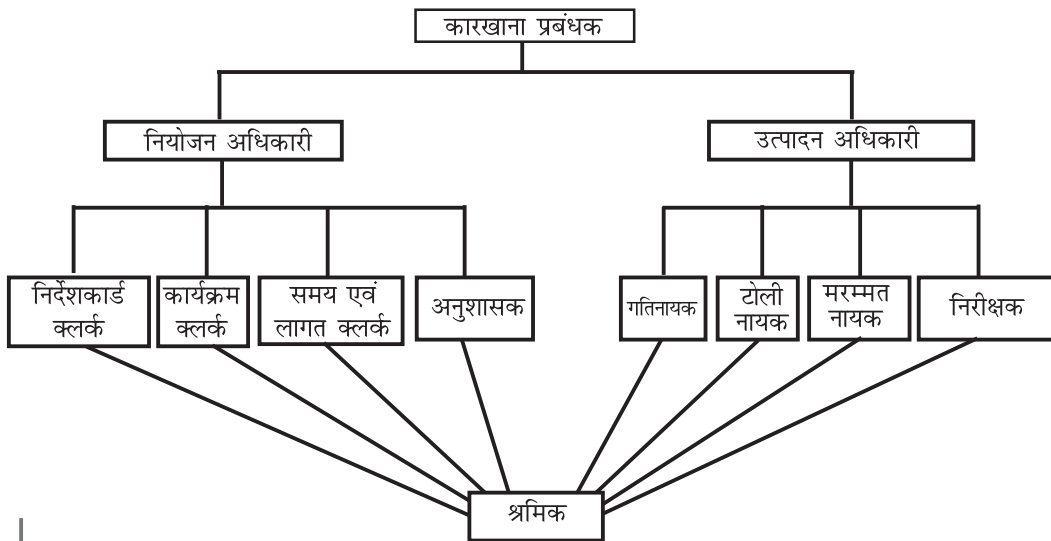 कारखाना प्रबंधक
नियोजन अधिकारी
उत्पादन अधिकारी
निर्देशकार्ड
क्लर्क
कार्यक्रम
क्लर्क
समय एवं
लागत क्लर्क
अनुशासक
गतिनायक
टोली
नायक
मरम्मत
नायक
निरीक्षक
श्रमिक